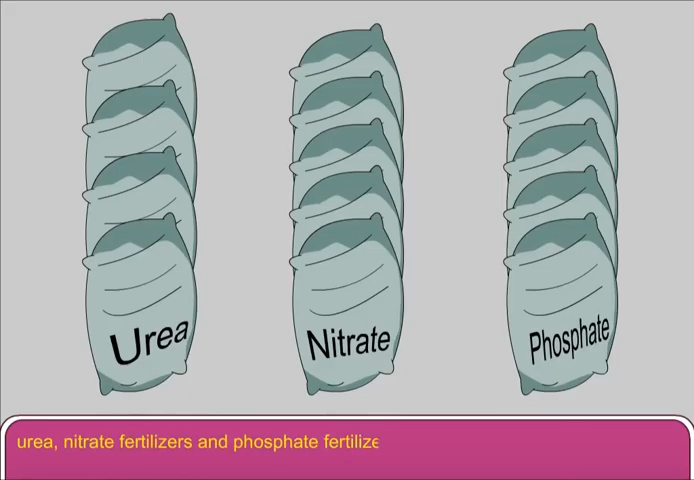 Urea
Nitrate
Phosphate
urea, nitrate fertilizers and phosphate fertilize